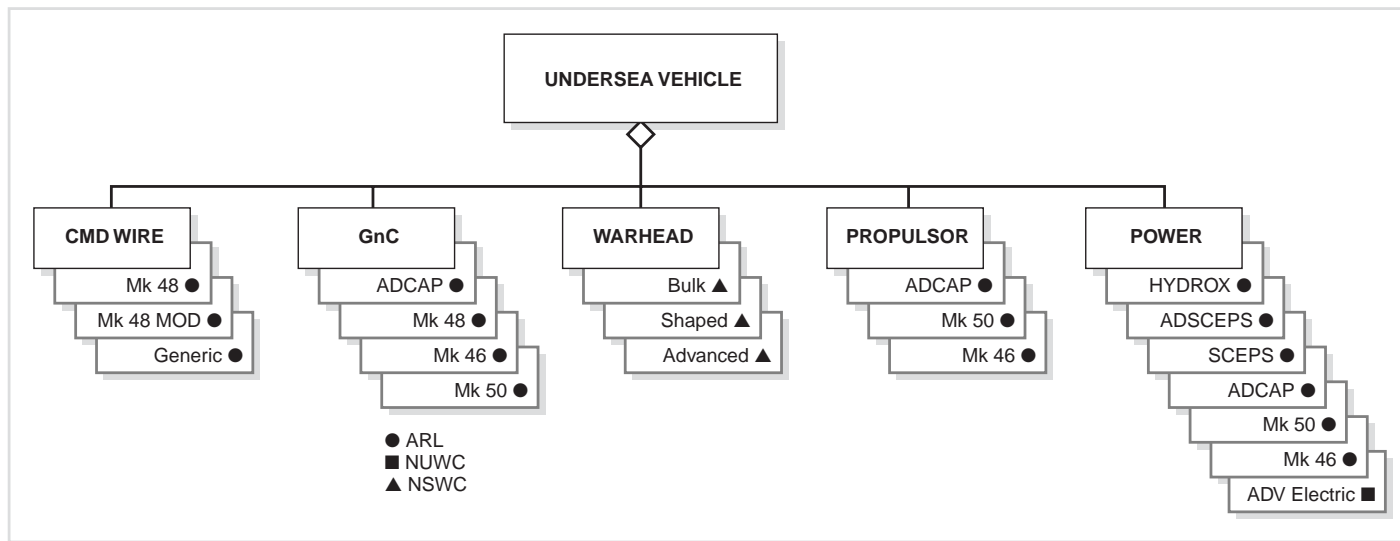 UNDERSEA VEHICLE
CMD WIRE
Mk 48
Mk 48 MOD
Generic
GnC
ADCAP
Mk 48
Mk 46
Mk 50
WARHEAD
Bulk
Shaped
Advanced
PROPULSOR
ADCAP
Mk 50
Mk 46
POWER
HYDROX
ADSCEPS
SCEPS
ADCAP
Mk 50
Mk 46
ADV Electric
ARL
NUWC
NSWC